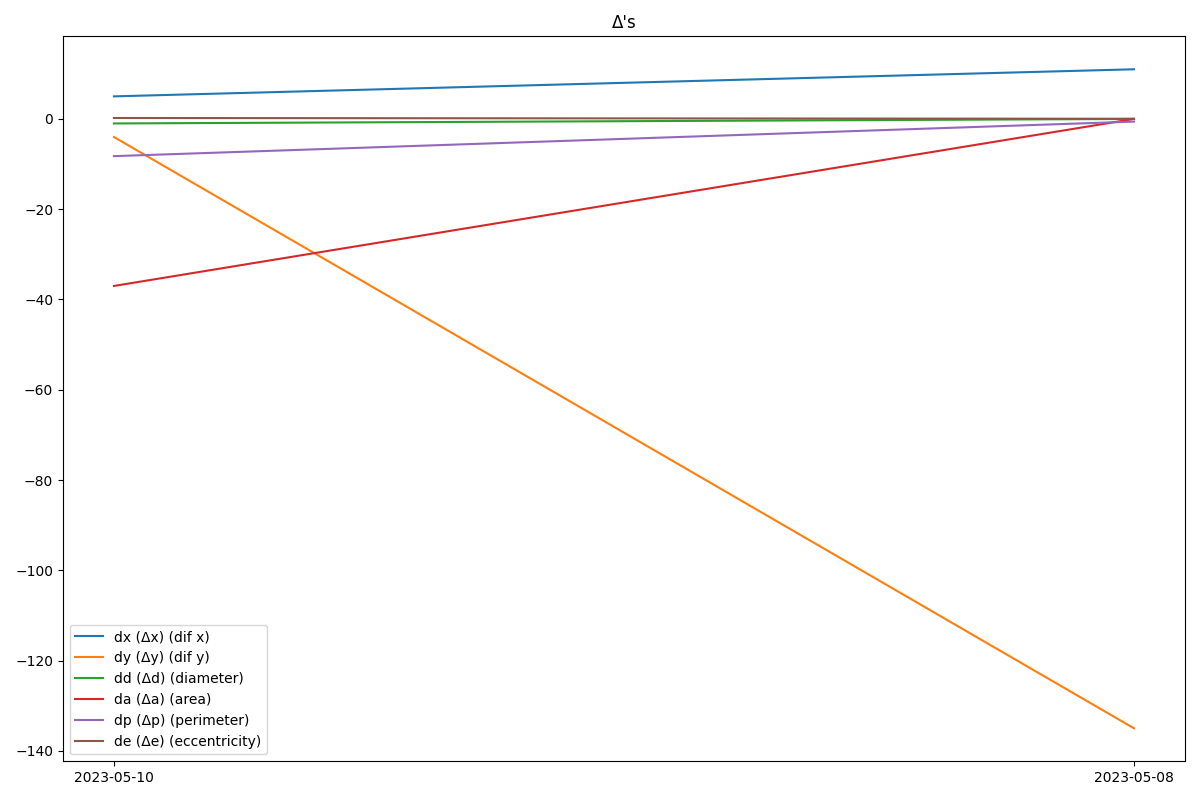 Δ's
0
−20
−40
−60
−80
−100
−120
−140
dx (Δx) (dif x)
dy (Δy) (dif y)
dd (Δd) (diameter)
da (Δa) (area)
dp (Δp) (perimeter)
de (Δe) (eccentricity)
2023-05-10 2023-05-08